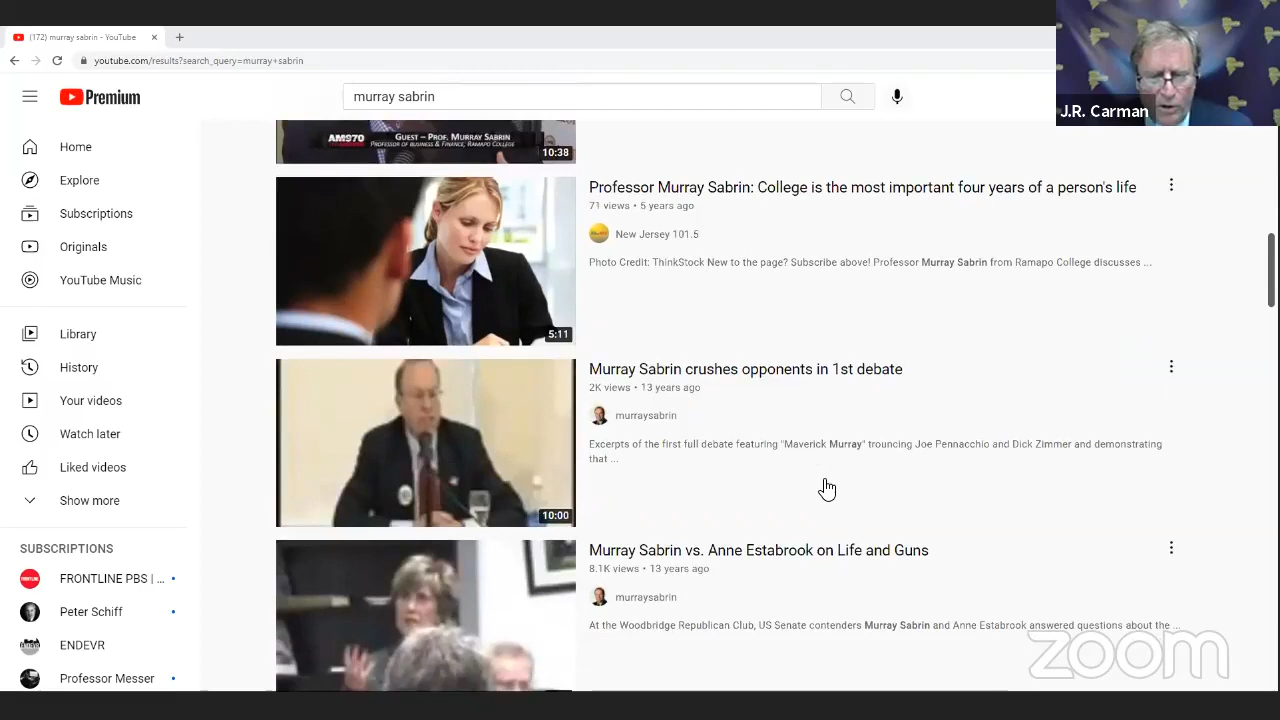 (172) murray sabrin - YouTube
youtube.com/results?search_query=murray+sabrin
Premium
murray sabrin
J.R. Carman
Home
Explore
Subscriptions
Originals
YouTube Music
Library
History
Your videos
Watch later
Liked videos
Show more
SUBSCRIPTIONS
FRONTLINE PBS | ...
Peter Schiff
ENDEVR
Professor Messer
AM970
GUEST – PROF. MURRAY SABRIN
PROFESSOR OF BUSINESS & FINANCE, RAMAPO COLLEGE
10:38
Professor Murray Sabrin: College is the most important four years of a person's life
71 views • 5 years ago
New Jersey 101.5
Photo Credit: ThinkStock New to the page? Subscribe above! Professor Murray Sabrin from Ramapo College discusses ...
5:11
Murray Sabrin crushes opponents in 1st debate
2K views • 13 years ago
murraysabrin
Excerpts of the first full debate featuring "Maverick Murray" trouncing Joe Pennacchio and Dick Zimmer and demonstrating
that ...
10:00
Murray Sabrin vs. Anne Estabrook on Life and Guns
8.1K views • 13 years ago
murraysabrin
At the Woodbridge Republican Club, US Senate contenders Murray Sabrin and Anne Estabrook answered questions about the ...
zoom